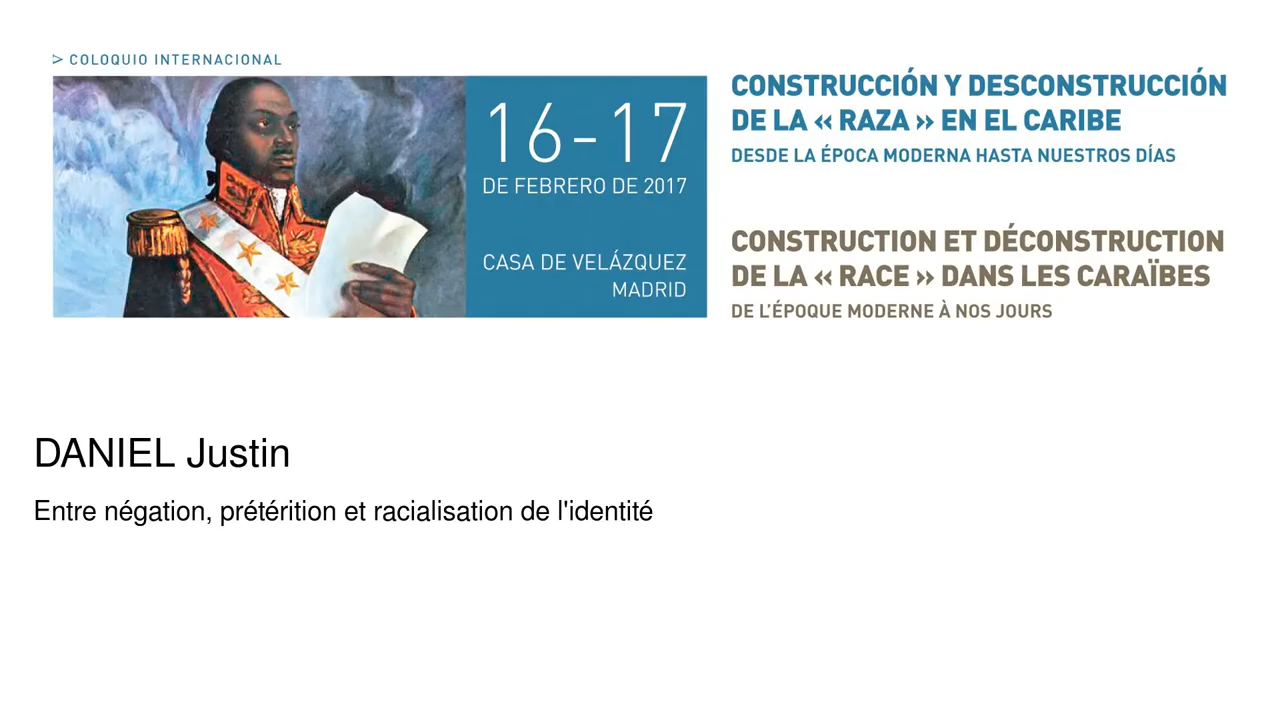 > COLOQUIO INTERNACIONAL
16-17
DE FEBRERO DE 2017
CASA DE VELÁZQUEZ
MADRID
CONSTRUCCIÓN Y DESCONSTRUCCIÓN
DE LA « RAZA » EN EL CARIBE
DESDE LA ÉPOCA MODERNA HASTA NUESTROS DÍAS
CONSTRUCTION ET DÉCONSTRUCTION
DE LA « RACE » DANS LES CARAÏBES
DE L'ÉPOQUE MODERNE À NOS JOURS
DANIEL Justin
Entre négation, prétérition et racialisation de l'identité